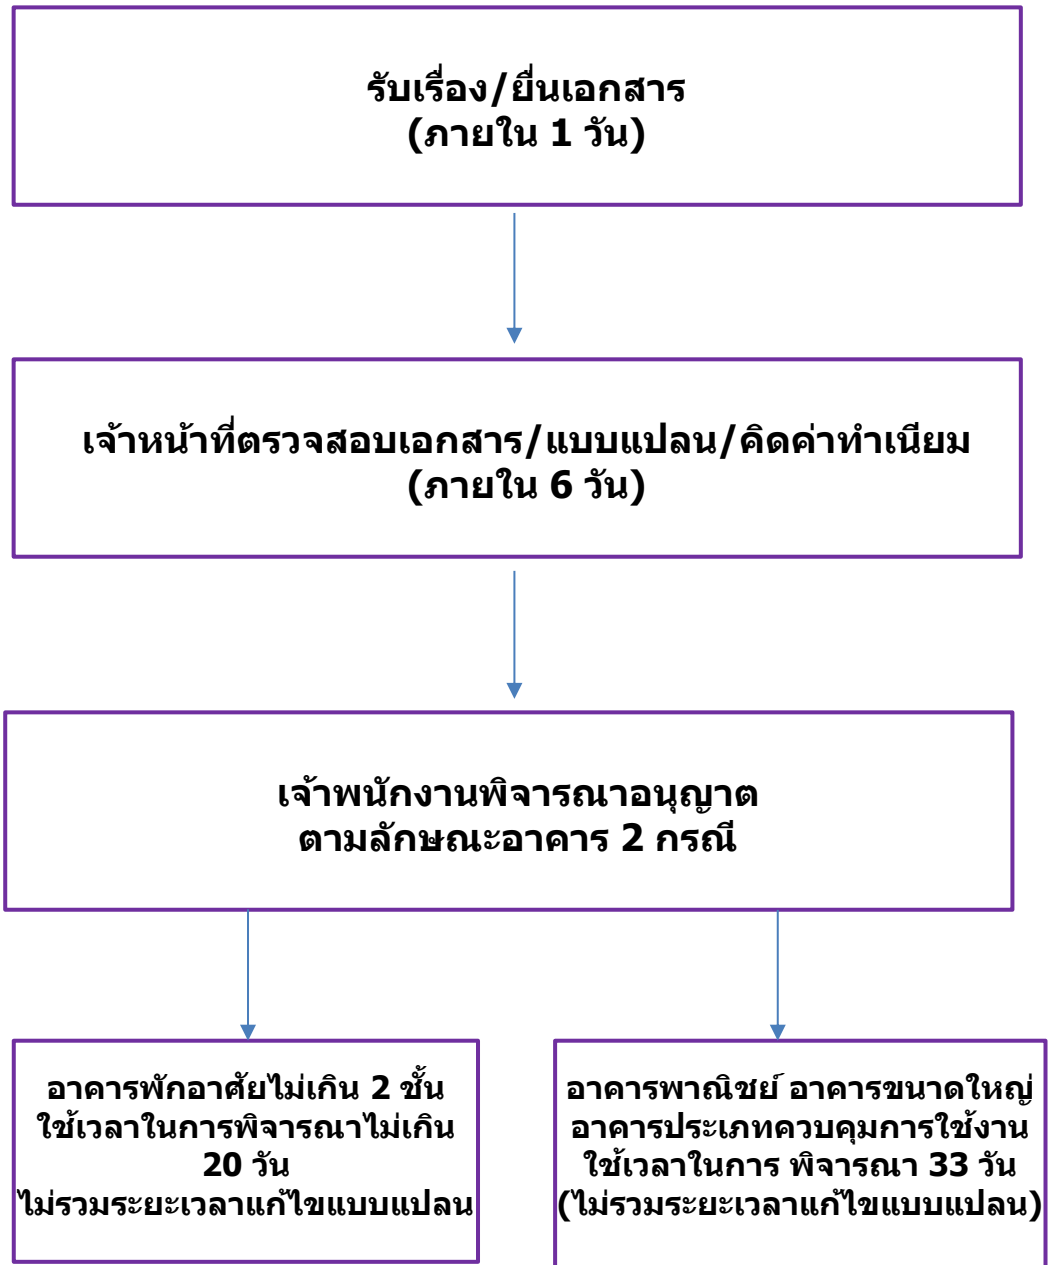 รับเรื่อง/ยื่นเอกสาร
(ภายใน 1 วัน)
เจ้าหน้าที่ตรวจสอบเอกสาร/แบบแปลน/คิดค่าทำเนียม
(ภายใน 6 วัน)
เจ้าพนักงานพิจารณาอนุญาต
ตามลักษณะอาคาร 2 กรณี
อาคารพักอาศัยไม่เกิน 2 ชั้น
ใช้เวลาในการพิจารณาไม่เกิน
20 วัน
ไม่รวมระยะเวลาแก้ไขแบบแปลน
อาคารพาณิชย์ อาคารขนาดใหญ่
อาคารประเภทควบคุมการใช้งาน
ใช้เวลาในการ พิจารณา 33 วัน
(ไม่รวมระยะเวลาแก้ไขแบบแปลน)